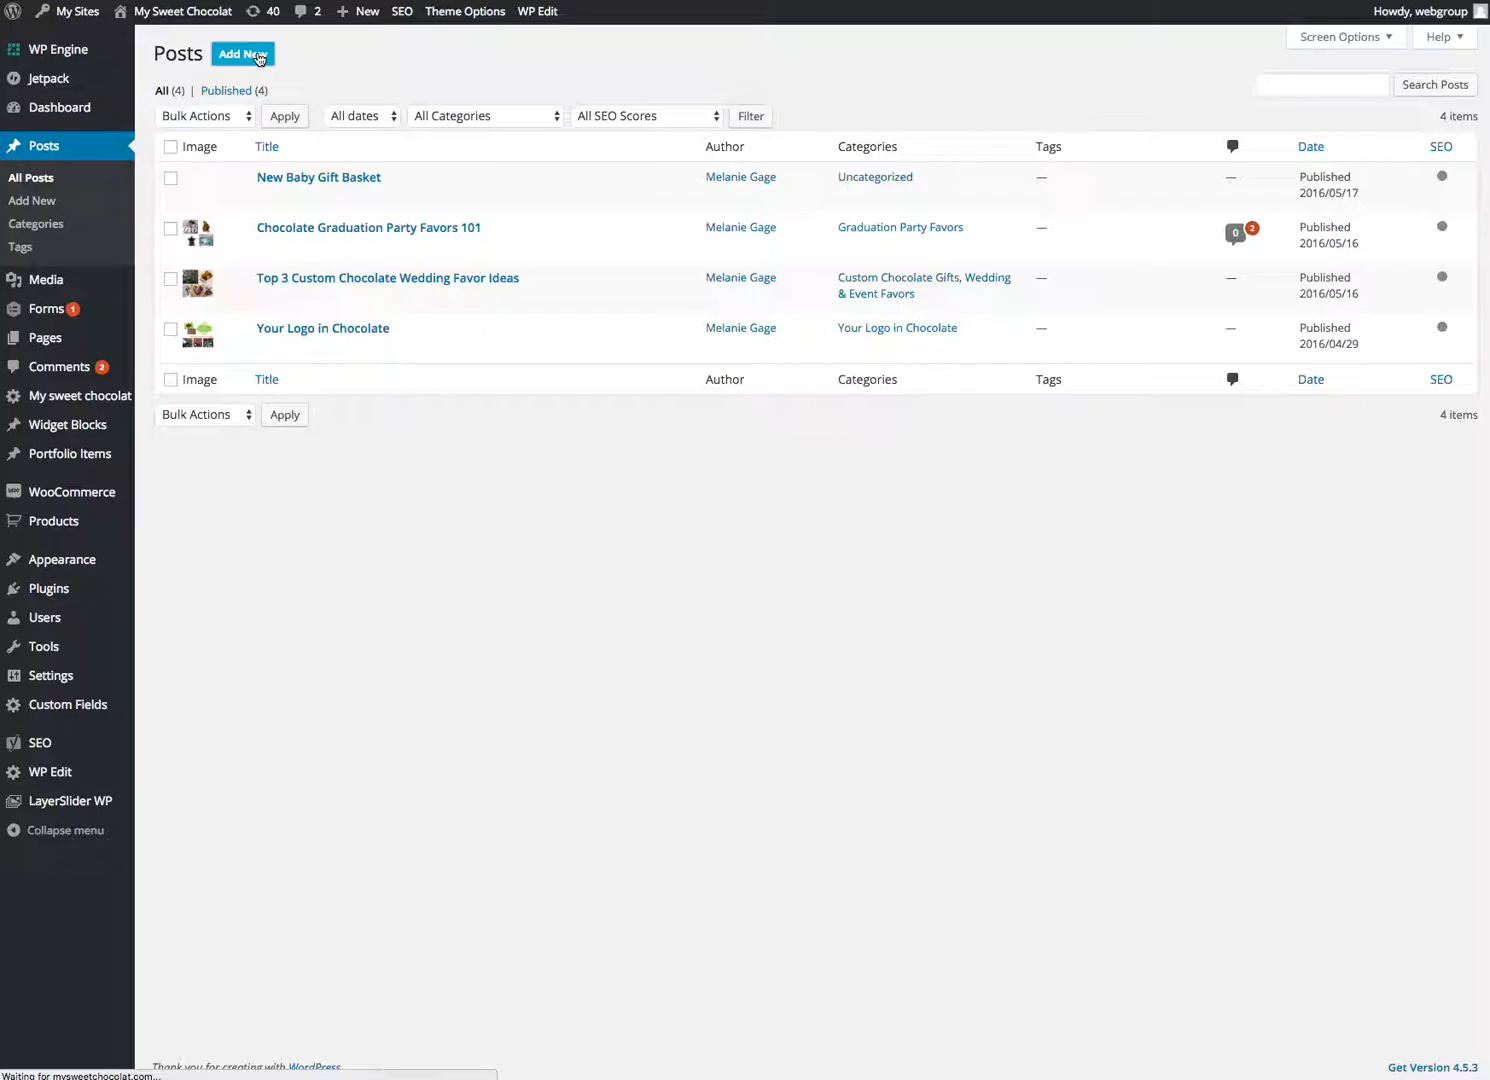 My Sites My Sweet Chocolat 40 2 New SEO Theme Options WP Edit Howdy, webgroup
WP Engine
Jetpack
Dashboard
Posts
All Posts
Add New
Categories
Tags
Media
Forms 1
Pages
Comments 2
My sweet chocolat
Widget Blocks
Portfolio Items
WooCommerce
Products
Appearance
Plugins
Users
Tools
Settings
Custom Fields
SEO
WP Edit
LayerSlider WP
Collapse menu
Screen Options Help
Posts Add New
All (4) | Published (4)
Search Posts
Bulk Actions Apply All dates All Categories All SEO Scores Filter 4 items
Image Title Author Categories Tags Date SEO
New Baby Gift Basket Melanie Gage Uncategorized — — Published
2016/05/17
Chocolate Graduation Party Favors 101 Melanie Gage Graduation Party Favors — 0 2 Published
2016/05/16
Top 3 Custom Chocolate Wedding Favor Ideas Melanie Gage Custom Chocolate Gifts, Wedding — — Published
& Event Favors 2016/05/16
Your Logo in Chocolate Melanie Gage Your Logo in Chocolate — — Published
2016/04/29
Image Title Author Categories Tags Date SEO
Bulk Actions Apply 4 items
Thank you for creating with WordPress Get Version 4.5.3
Waiting for mysweetchocolat.com...